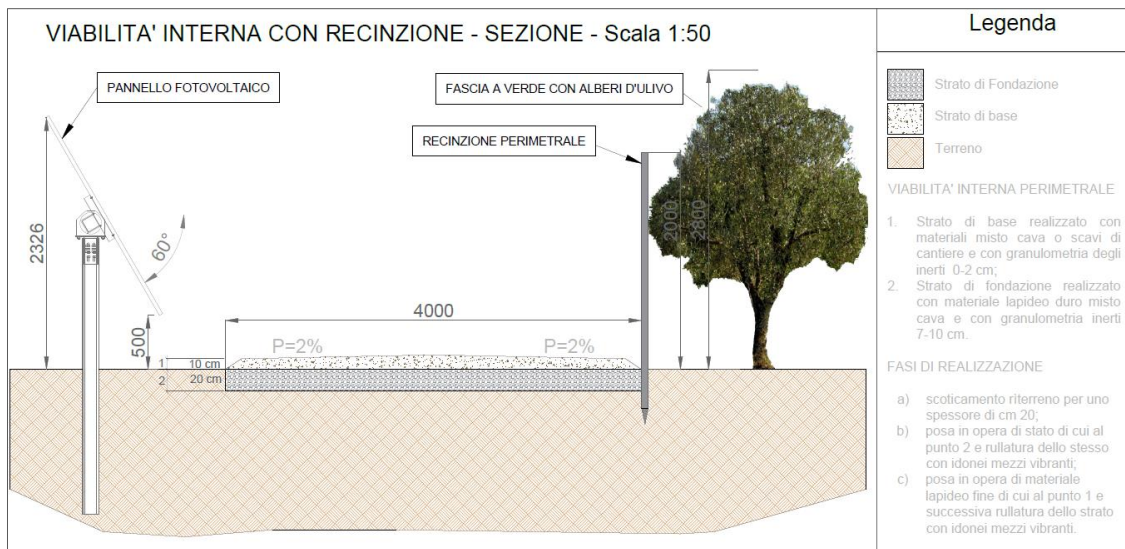 VIABILITA' INTERNA CON RECINZIONE - SEZIONE - Scala 1:50
PANNELLO FOTOVOLTAICO
FASCIA A VERDE CON ALBERI D'ULIVO
RECINZIONE PERIMETRALE
2326
60°
500
4000
2000
2800
P=2%
P=2%
1 10 cm
2 20 cm
Legenda
Strato di Fondazione
Strato di base
Terreno
VIABILITA' INTERNA PERIMETRALE
1. Strato di base realizzato con
materiali misto cava o scavi di
cantiere e con granulometria degli
inerti 0-2 cm;
2. Strato di fondazione realizzato
con materiale lapideo duro misto
cava e con granulometria inerti
7-10 cm.
FASI DI REALIZZAZIONE
a) scoticamento riterreno per uno
spessore di cm 20;
b) posa in opera di stato di cui al
punto 2 e rullatura dello stesso
con idonei mezzi vibranti;
c) posa in opera di materiale
lapideo fine di cui al punto 1 e
successiva rullatura dello strato
con idonei mezzi vibranti.